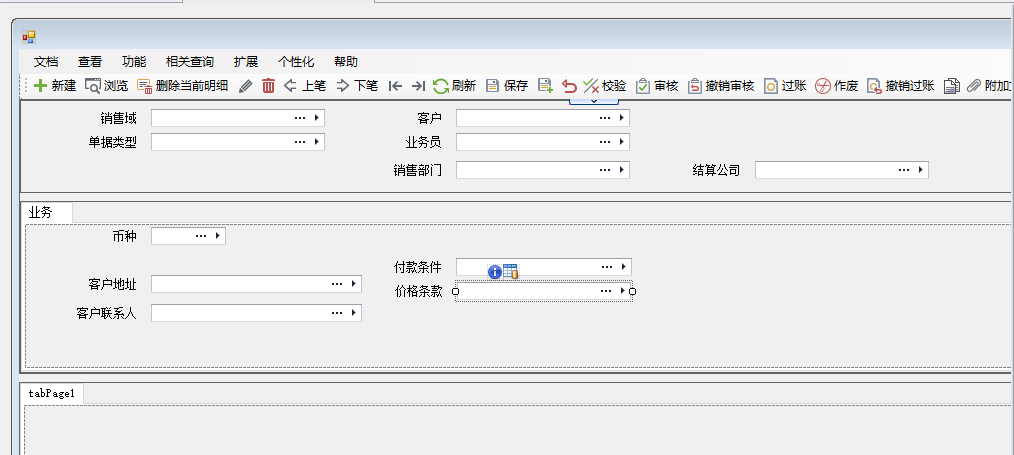 文档 查看 功能 相关查询 扩展 个性化 帮助
新建 浏览 删除当前明细 上笔 下笔 刷新 保存 校验 审核 撤销审核 过账 作废 撤销过账 附加
销售域 客户
单据类型 业务员
销售部门 结算公司
业务
币种
付款条件
客户地址
价格条款
客户联系人
tabPage1